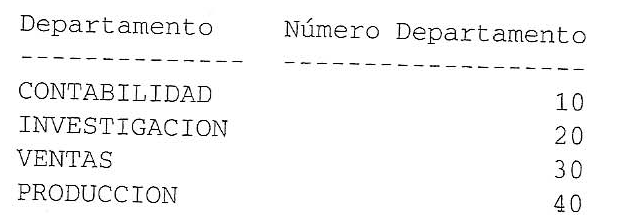 Departamento Número Departamento
-------------- -------------------
CONTABILIDAD 10
INVESTIGACION 20
VENTAS 30
PRODUCCION 40